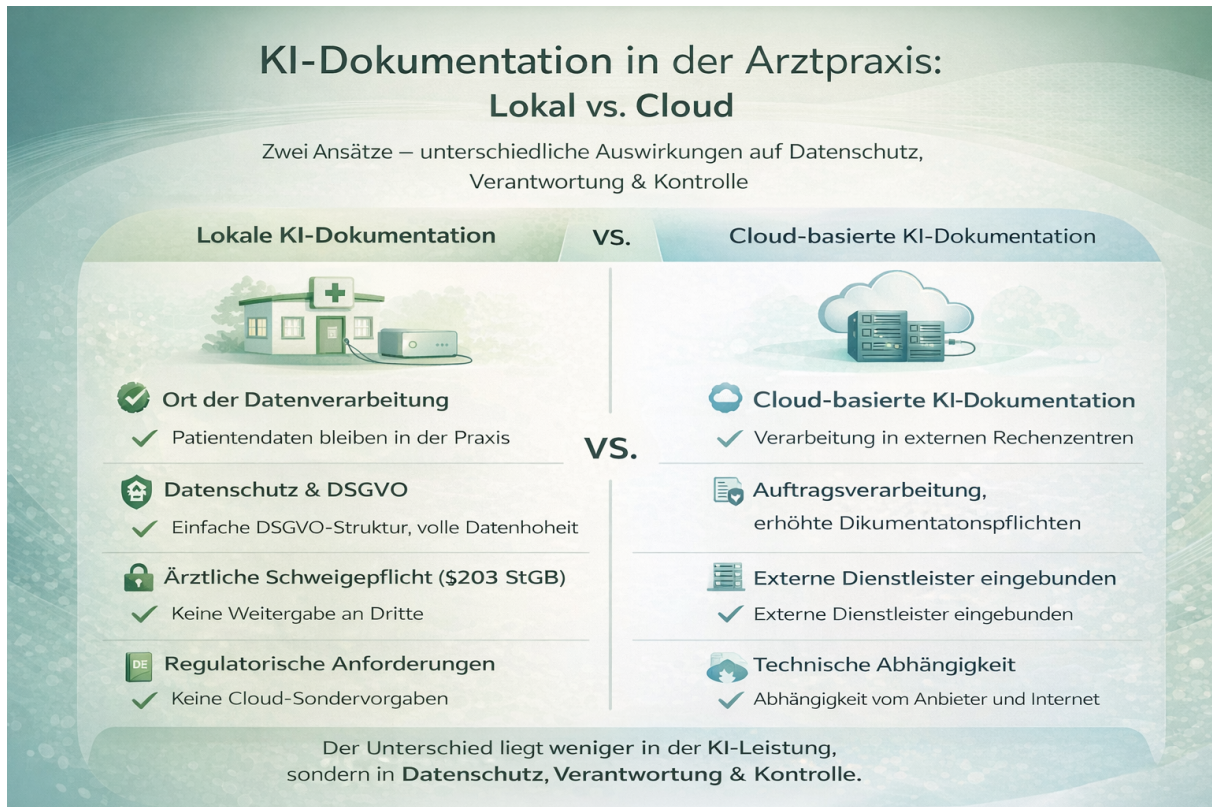 KI-Dokumentation in der Arztpraxis:
Lokal vs. Cloud
Zwei Ansätze – unterschiedliche Auswirkungen auf Datenschutz,
Verantwortung & Kontrolle
Lokale KI-Dokumentation
VS.
Cloud-basierte KI-Dokumentation
Ort der Datenverarbeitung
Patientendaten bleiben in der Praxis
Datenschutz & DSGVO
Einfache DSGVO-Struktur, volle Datenhoheit
Ärztliche Schweigepflicht ($203 StGB)
Keine Weitergabe an Dritte
DE
Regulatorische Anforderungen
Keine Cloud-Sondervorgaben
VS.
Cloud-basierte KI-Dokumentation
Verarbeitung in externen Rechenzentren
Auftragsverarbeitung,
erhöhte Dikumentatonspflichten
Externe Dienstleister eingebunden
Externe Dienstleister eingebunden
Technische Abhängigkeit
Abhängigkeit vom Anbieter und Internet
Der Unterschied liegt weniger in der KI-Leistung,
sondern in Datenschutz, Verantwortung & Kontrolle.